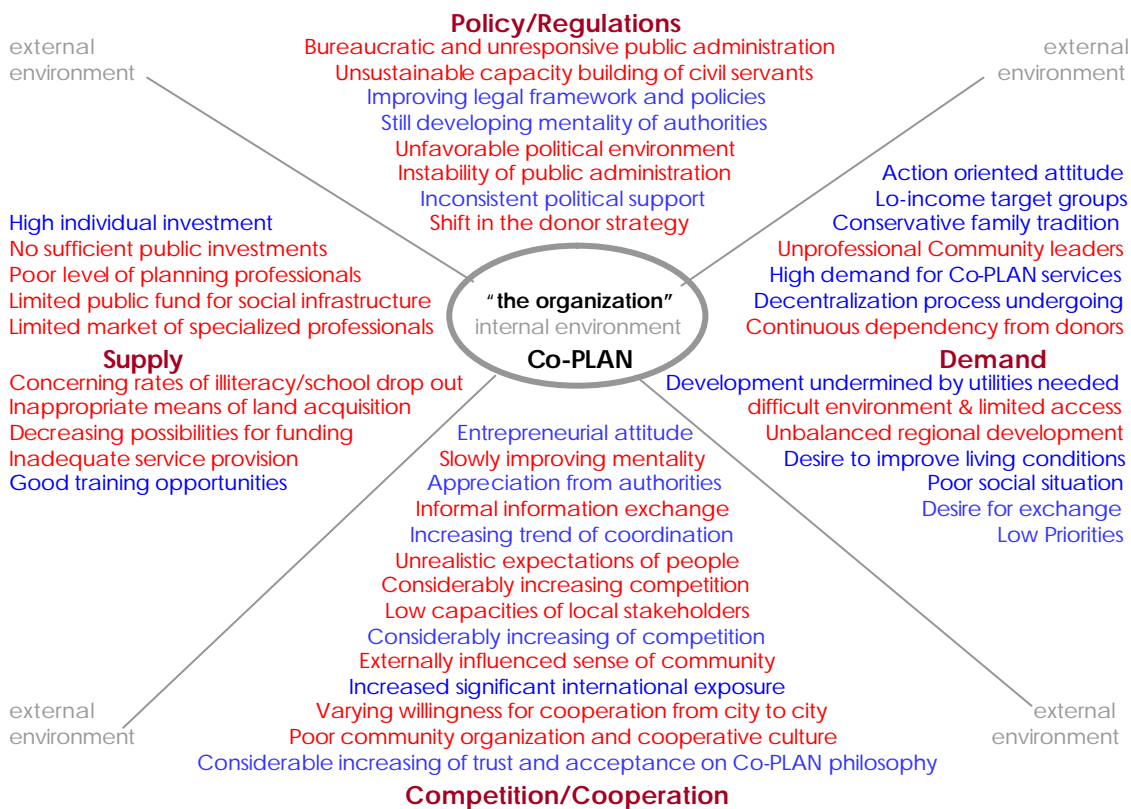 Policy/Regulations
external
environment
Bureaucratic and unresponsive public administration
Unsustainable capacity building of civil servants
Improving legal framework and policies
Still developing mentality of authorities
Unfavorable political environment
Instability of public administration
Inconsistent political support
Shift in the donor strategy
external
environment
High individual investment
No sufficient public investments
Poor level of planning professionals
Limited public fund for social infrastructure
Limited market of specialized professionals
Supply
Concerning rates of illiteracy/school drop out
Inappropriate means of land acquisition
Decreasing possibilities for funding
Inadequate service provision
Good training opportunities
"the organization"
internal environment
Co-PLAN
Action oriented attitude
Lo-income target groups
Conservative family tradition
Unprofessional Community leaders
High demand for Co-PLAN services
Decentralization process undergoing
Continuous dependency from donors
Demand
Development undermined by utilities needed
difficult environment & limited access
Unbalanced regional development
Desire to improve living conditions
Poor social situation
Desire for exchange
Low Priorities
Entrepreneurial attitude
Slowly improving mentality
Appreciation from authorities
Informal information exchange
Increasing trend of coordination
Unrealistic expectations of people
Considerably increasing competition
Low capacities of local stakeholders
Considerably increasing of competition
Externally influenced sense of community
Increased significant international exposure
Varying willingness for cooperation from city to city
Poor community organization and cooperative culture
Considerable increasing of trust and acceptance on Co-PLAN philosophy
external
environment
external
environment
Competition/Cooperation